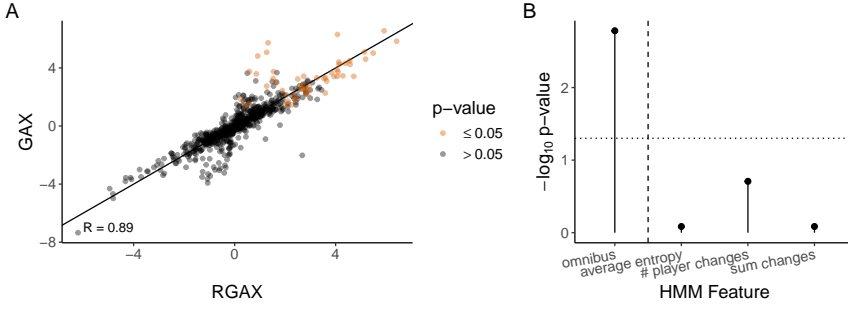 A
GAX
4
0
−4
−8
R = 0.89
−4
0
4
RGAX
p−value
≤ 0.05
> 0.05
B
−log10 p−value
2
1
0
omnibus
average entropy
# player changes
sum changes
HMM Feature